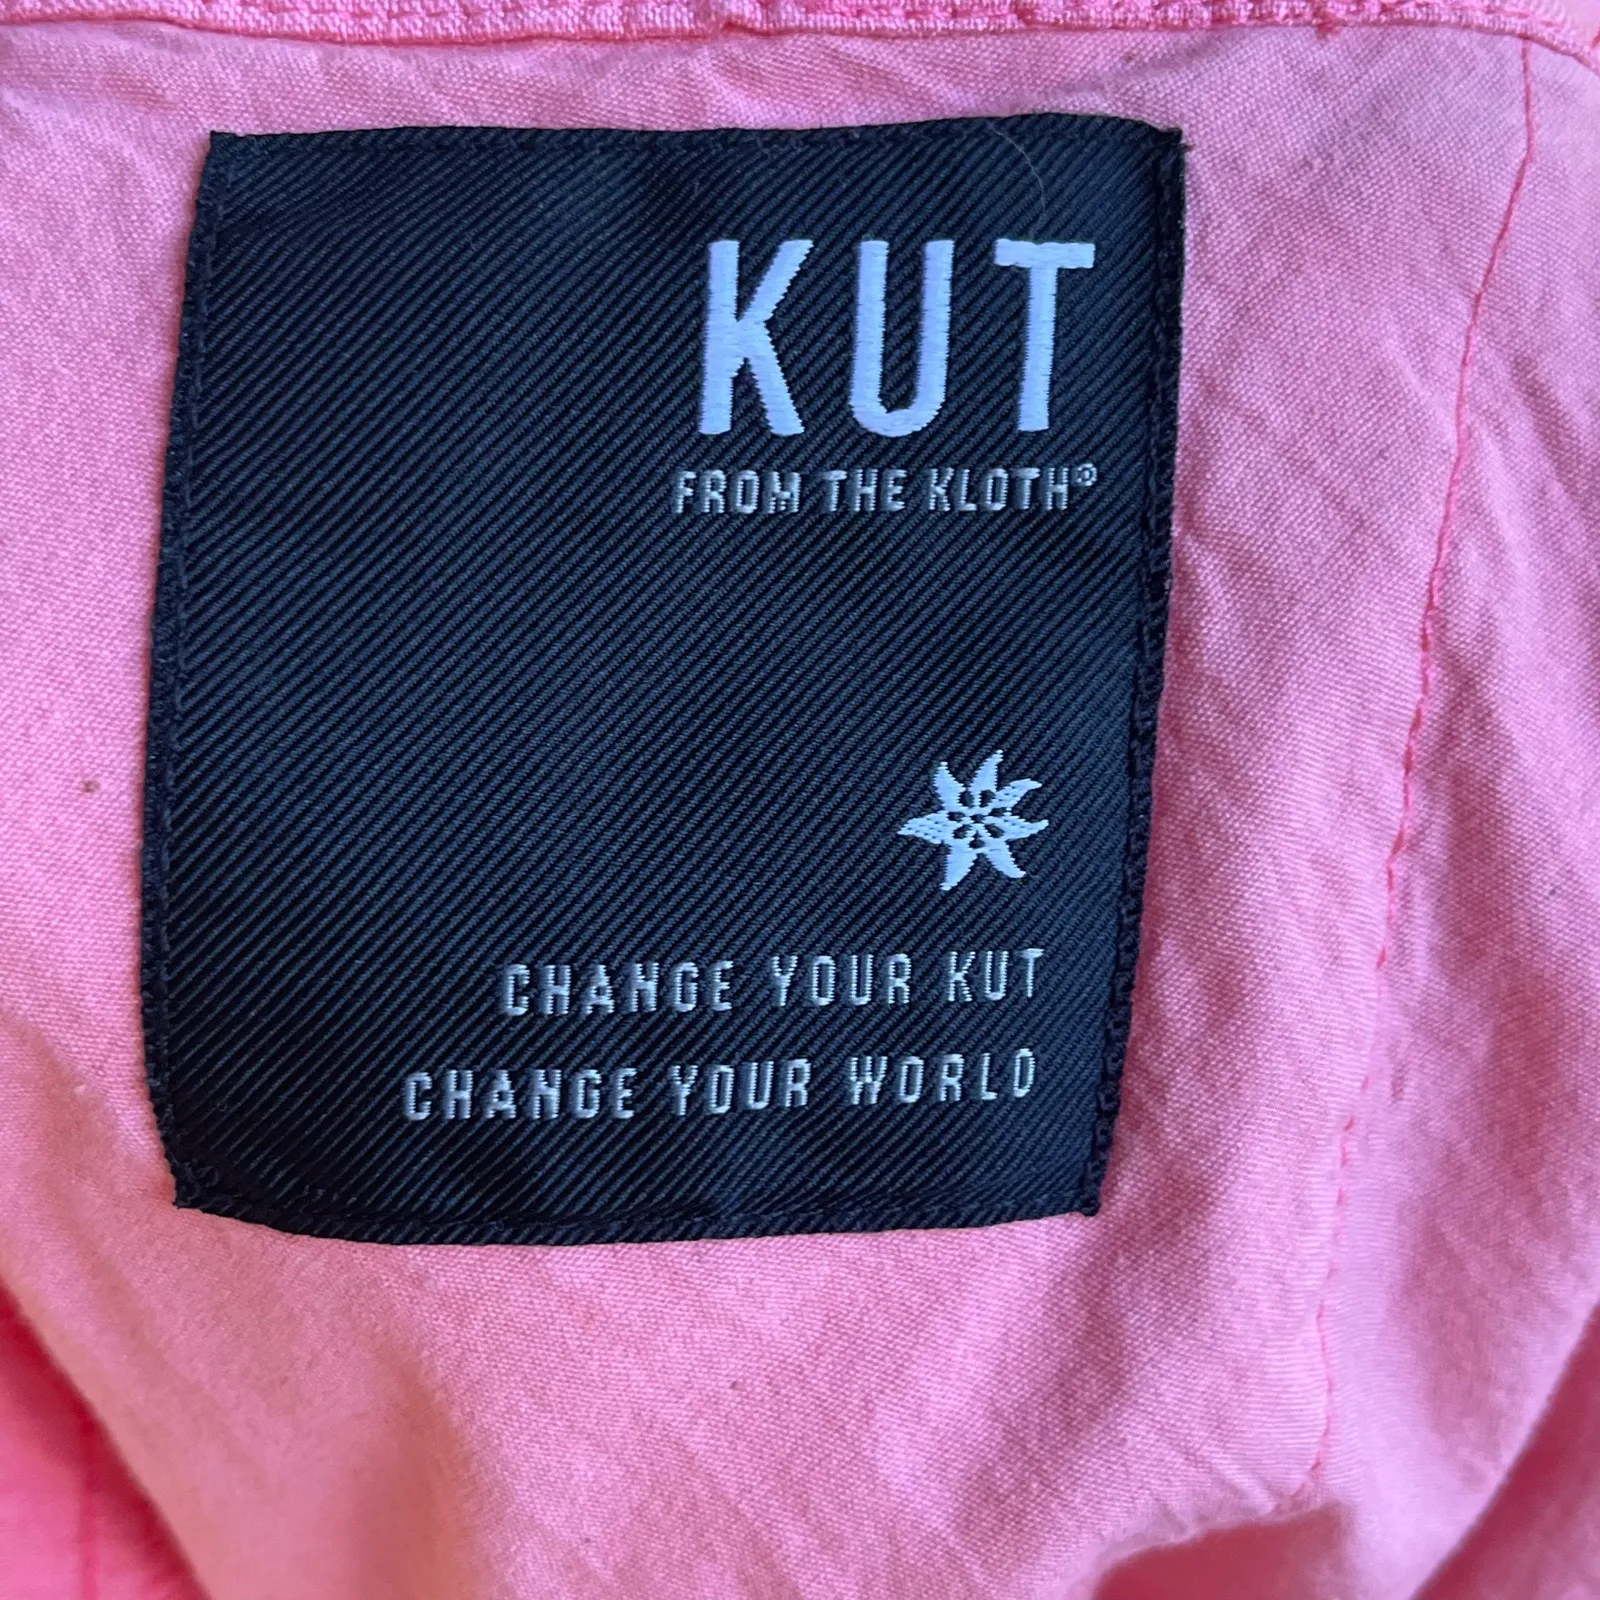 KUT
FROM THE KLOTH®
CHANGE YOUR KUT
CHANGE YOUR WORLD